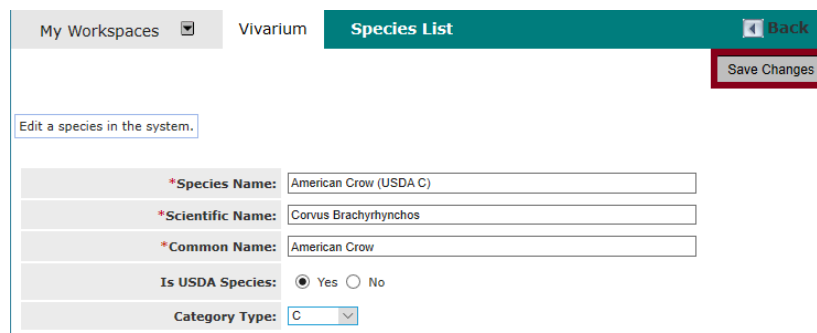 My Workspaces Vivarium Species List Back
Save Changes
Edit a species in the system.
*Species Name: American Crow (USDA C)
*Scientific Name: Corvus Brachyrhynchos
*Common Name: American Crow
Is USDA Species: Yes No
Category Type: C